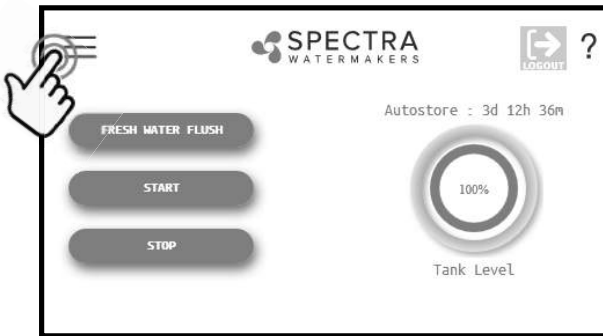 SPECTRA
WATERMAKERS
LOGOUT
?
Autostore : 3d 12h 36m
FRESH WATER FLUSH
START
100%
STOP
Tank Level